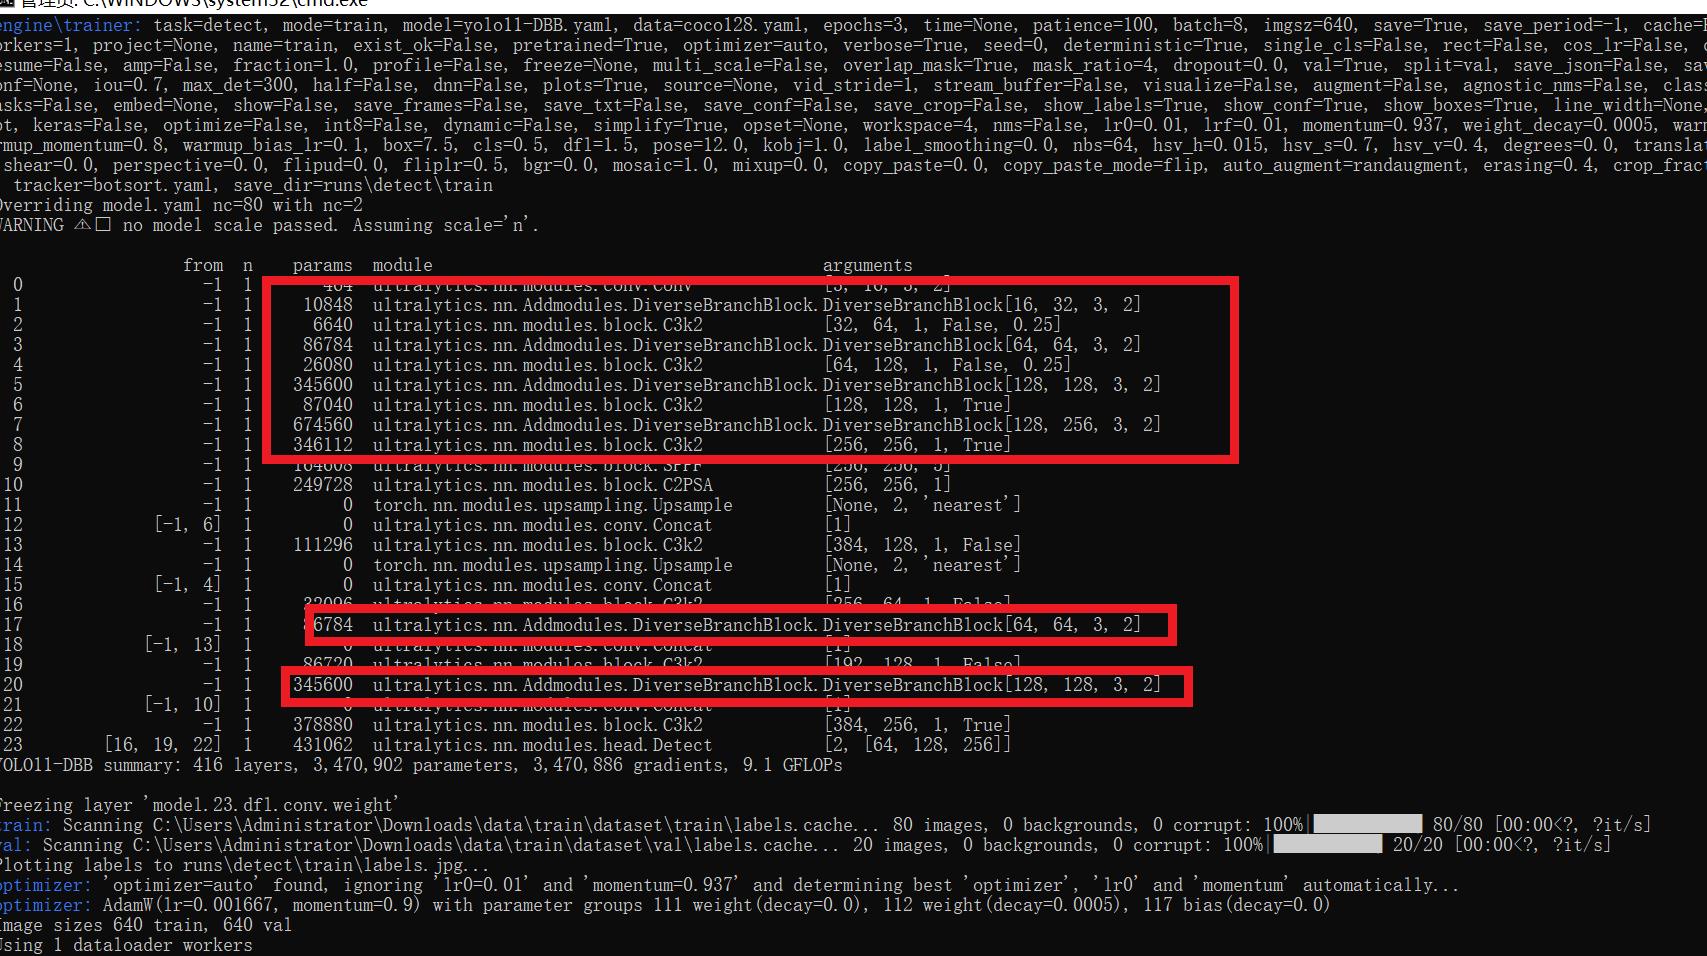 管理员: C:\WINDOWS\system32\cmd.exe
engine\trainer: task=detect, mode=train, model=yolo11-DBB.yaml, data=coco128.yaml, epochs=3, time=None, patience=100, batch=8, imgsz=640, save=True, save_period=-1, cache=
orkers=1, project=None, name=train, exist_ok=False, pretrained=True, optimizer=auto, verbose=True, seed=0, deterministic=True, single_cls=False, rect=False, cos_lr=False,
esume=False, amp=False, fraction=1.0, profile=False, freeze=None, multi_scale=False, overlap_mask=True, mask_ratio=4, dropout=0.0, val=True, split=val, save_json=False,
onf=None, iou=0.7, max_det=300, half=False, dnn=False, plots=True, source=None, vid_stride=1, stream_buffer=False, visualize=False, augment=False, agnostic_nms=False, clas
asks=False, embed=None, show=False, save_frames=False, save_txt=False, save_conf=False, save_crop=False, show_labels=True, show_conf=True, show_boxes=True, line_width=None,
ot, keras=False, optimize=False, int8=False, dynamic=False, simplify=True, opset=None, workspace=4, nms=False, lr0=0.01, lrf=0.01, momentum=0.937, weight_decay=0.0005,
rmup_momentum=0.8, warmup_bias_lr=0.1, box=7.5, cls=0.5, dfl=1.5, pose=12.0, kobj=1.0, label_smoothing=0.0, nbs=64, hsv_h=0.015, hsv_s=0.7, hsv_v=0.4, degrees=0.0, translat
shear=0.0, perspective=0.0, flipud=0.0, fliplr=0.5, bgr=0.0, mosaic=1.0, mixup=0.0, copy_paste=0.0, copy_paste_mode=flip, auto_augment=randaugment, erasing=0.4, crop_fract
tracker=botsort.yaml, save_dir=runs\detect\train
Overriding model.yaml nc=80 with nc=2
WARNING ⚠□ no model scale passed. Assuming scale='n'.
from n params module arguments
0 -1 1 464 ultralytics.nn.modules.conv.Conv [3, 16, 3, 2]
1 -1 1 10848 ultralytics.nn.Addmodules.DiverseBranchBlock.DiverseBranchBlock[16, 32, 3, 2]
2 -1 1 6640 ultralytics.nn.modules.block.C3k2 [32, 64, 1, False, 0.25]
3 -1 1 86784 ultralytics.nn.Addmodules.DiverseBranchBlock.DiverseBranchBlock[64, 64, 3, 2]
4 -1 1 26080 ultralytics.nn.modules.block.C3k2 [64, 128, 1, False, 0.25]
5 -1 1 345600 ultralytics.nn.Addmodules.DiverseBranchBlock.DiverseBranchBlock[128, 128, 3, 2]
6 -1 1 87040 ultralytics.nn.modules.block.C3k2 [128, 128, 1, True]
7 -1 1 674560 ultralytics.nn.Addmodules.DiverseBranchBlock.DiverseBranchBlock[128, 256, 3, 2]
8 -1 1 346112 ultralytics.nn.modules.block.C3k2 [256, 256, 1, True]
9 -1 1 164608 ultralytics.nn.modules.block.SPPF [256, 256, 5]
10 -1 1 249728 ultralytics.nn.modules.block.C2PSA [256, 256, 1]
11 -1 1 0 torch.nn.modules.upsampling.Upsample [None, 2, 'nearest']
12 [-1, 6] 1 0 ultralytics.nn.modules.conv.Concat [1]
13 -1 1 111296 ultralytics.nn.modules.block.C3k2 [384, 128, 1, False]
14 -1 1 0 torch.nn.modules.upsampling.Upsample [None, 2, 'nearest']
15 [-1, 4] 1 0 ultralytics.nn.modules.conv.Concat [1]
16 -1 1 32096 ultralytics.nn.modules.block.C3k2 [256, 64, 1, False]
17 -1 1 86784 ultralytics.nn.Addmodules.DiverseBranchBlock.DiverseBranchBlock[64, 64, 3, 2]
18 [-1, 13] 1 0 ultralytics.nn.modules.conv.Concat [1]
19 -1 1 86720 ultralytics.nn.modules.block.C3k2 [192, 128, 1, False]
20 -1 1 345600 ultralytics.nn.Addmodules.DiverseBranchBlock.DiverseBranchBlock[128, 128, 3, 2]
21 [-1, 10] 1 0 ultralytics.nn.modules.conv.Concat [1]
22 -1 1 378880 ultralytics.nn.modules.block.C3k2 [384, 256, 1, True]
23 [16, 19, 22] 1 431062 ultralytics.nn.modules.head.Detect [2, [64, 128, 256]]
YOLO11-DBB summary: 416 layers, 3,470,902 parameters, 3,470,886 gradients, 9.1 GFLOPs
Freezing layer 'model.23.dfl.conv.weight'
train: Scanning C:\Users\Administrator\Downloads\data\train\dataset\train\labels.cache... 80 images, 0 backgrounds, 0 corrupt: 100%|██████████| 80/80 [00:00<?, ?it/s]
val: Scanning C:\Users\Administrator\Downloads\data\train\dataset\val\labels.cache... 20 images, 0 backgrounds, 0 corrupt: 100%|██████████| 20/20 [00:00<?, ?it/s]
Plotting labels to runs\detect\train\labels.jpg...
optimizer: 'optimizer=auto' found, ignoring 'lr0=0.01' and 'momentum=0.937' and determining best 'optimizer', 'lr0' and 'momentum' automatically...
optimizer: AdamW(lr=0.001667, momentum=0.9) with parameter groups 111 weight(decay=0.0), 112 weight(decay=0.0005), 117 bias(decay=0.0)
Image sizes 640 train, 640 val
Using 1 dataloader workers